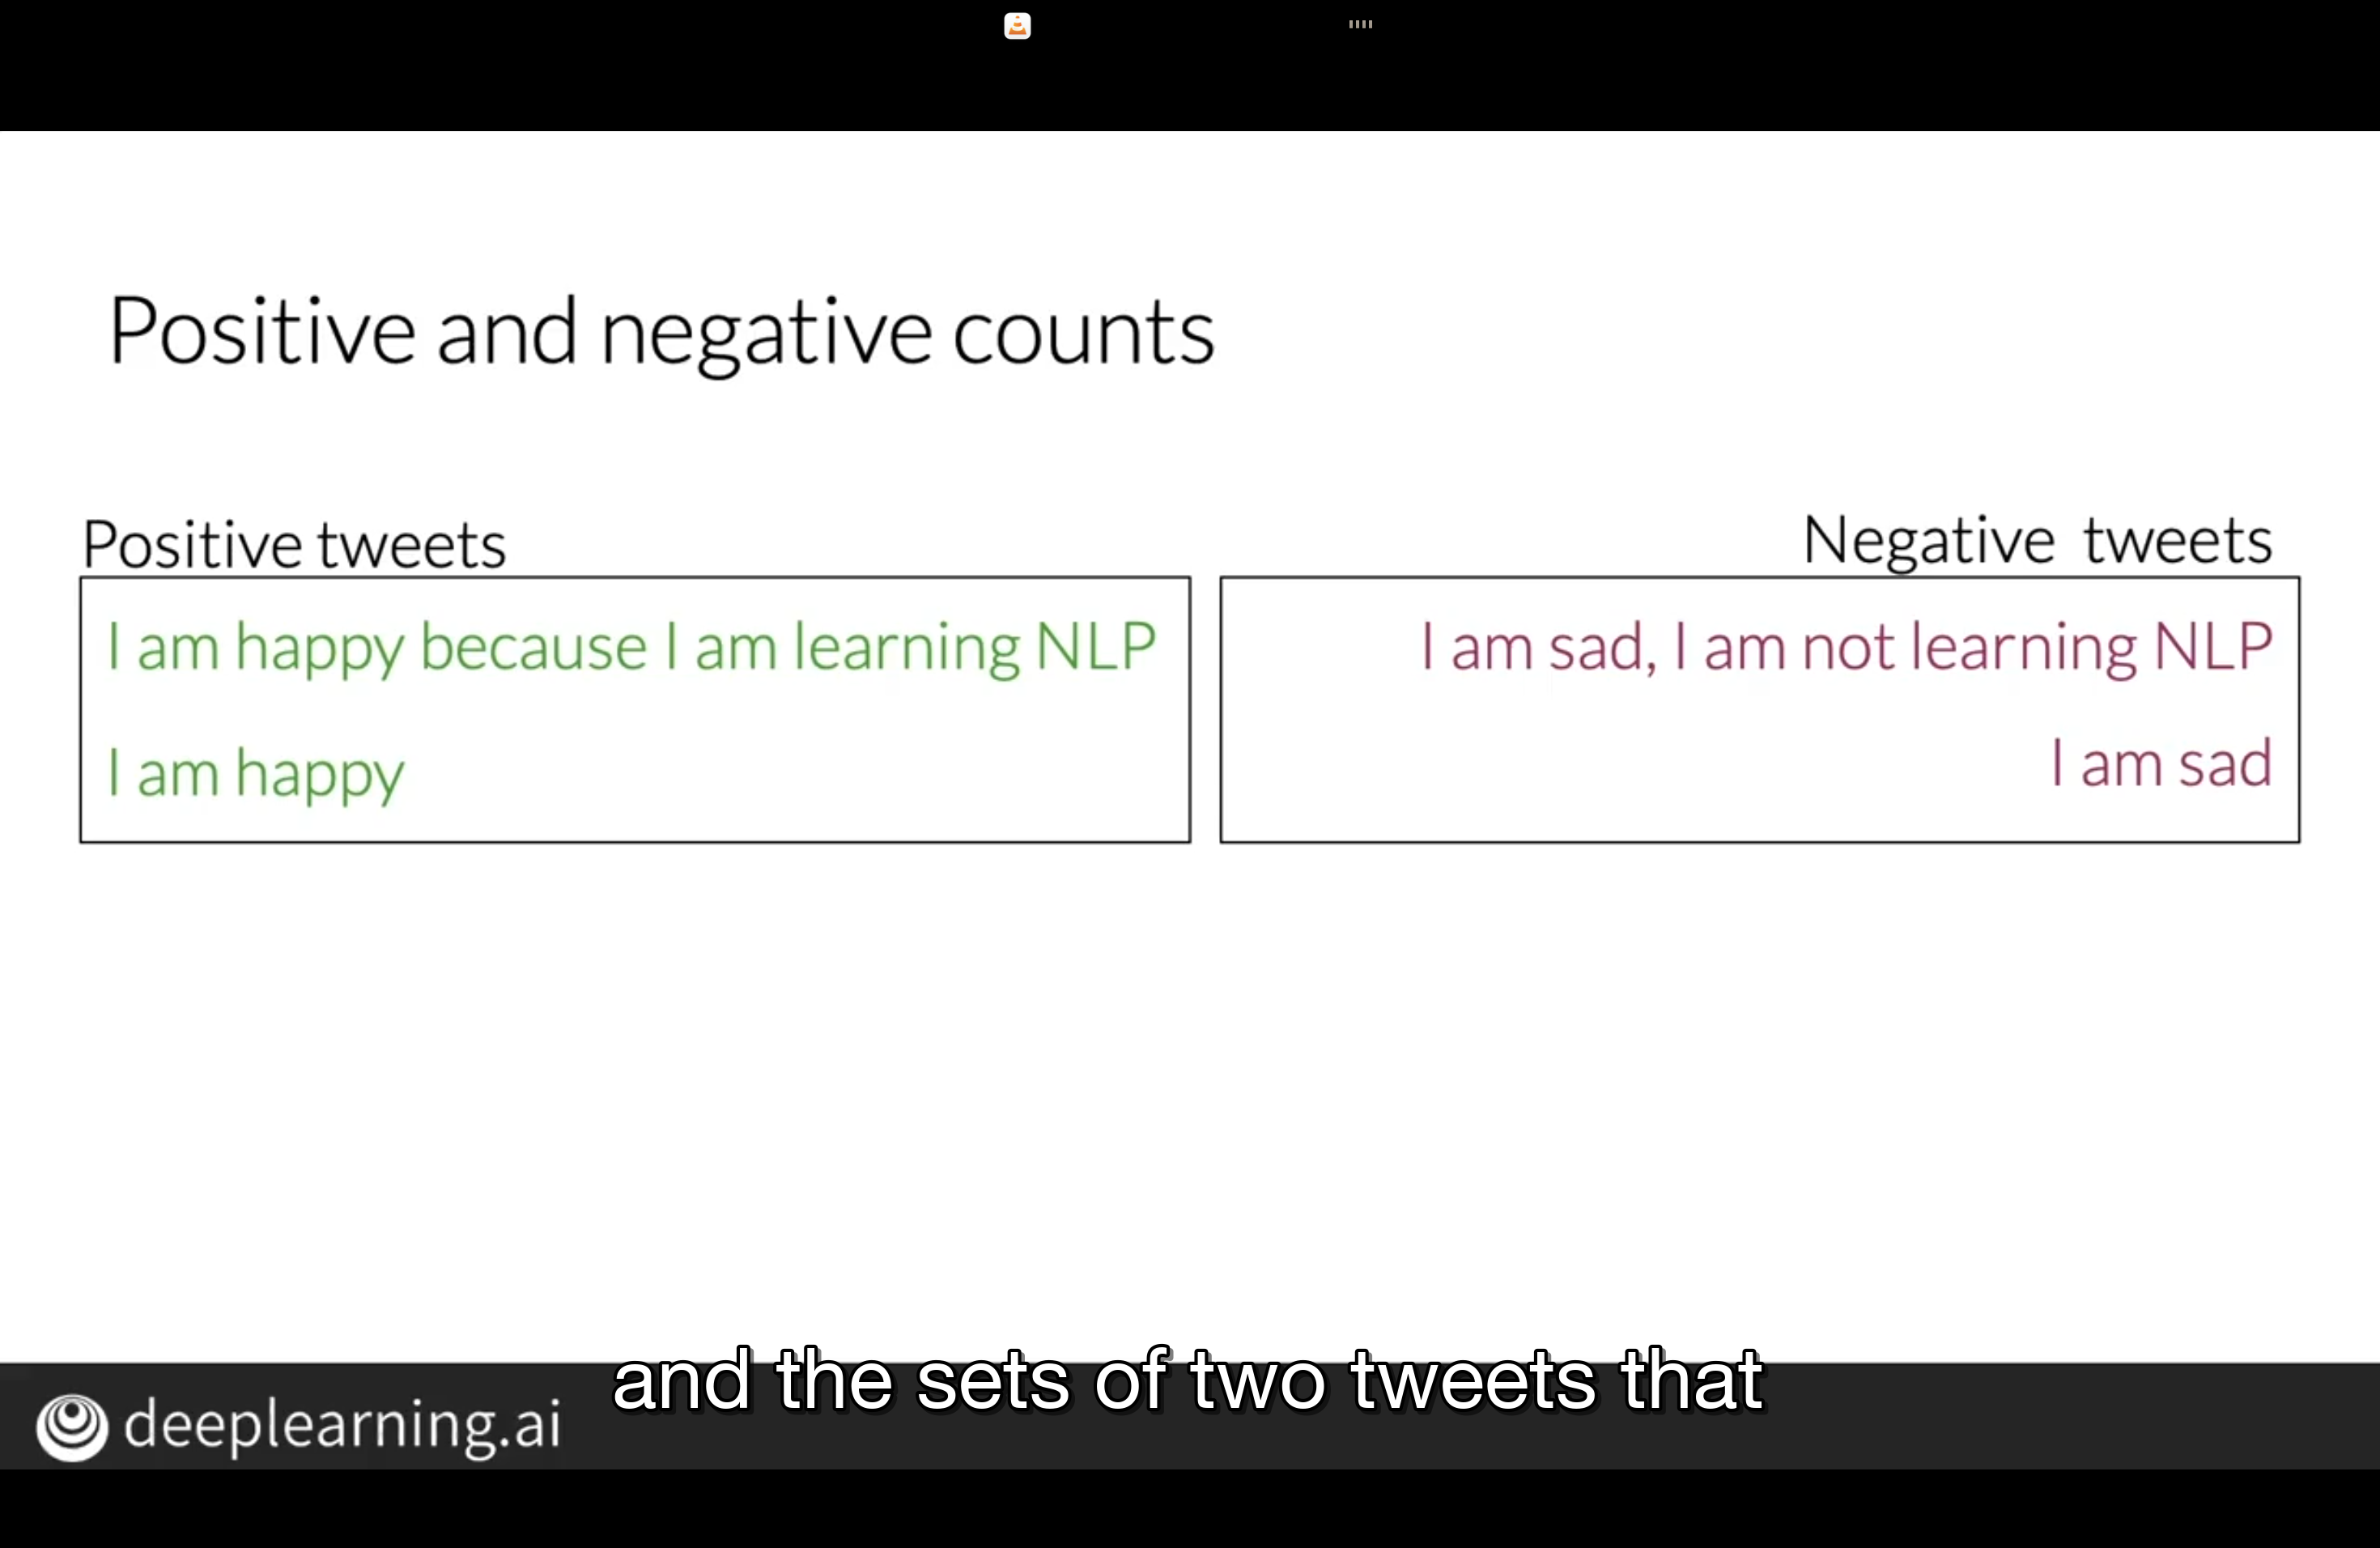 Positive and negative counts
Positive tweets
I am happy because I am learning NLP
I am happy
Negative tweets
I am sad, I am not learning NLP
I am sad
and the sets of two tweets that
deeplearning.ai